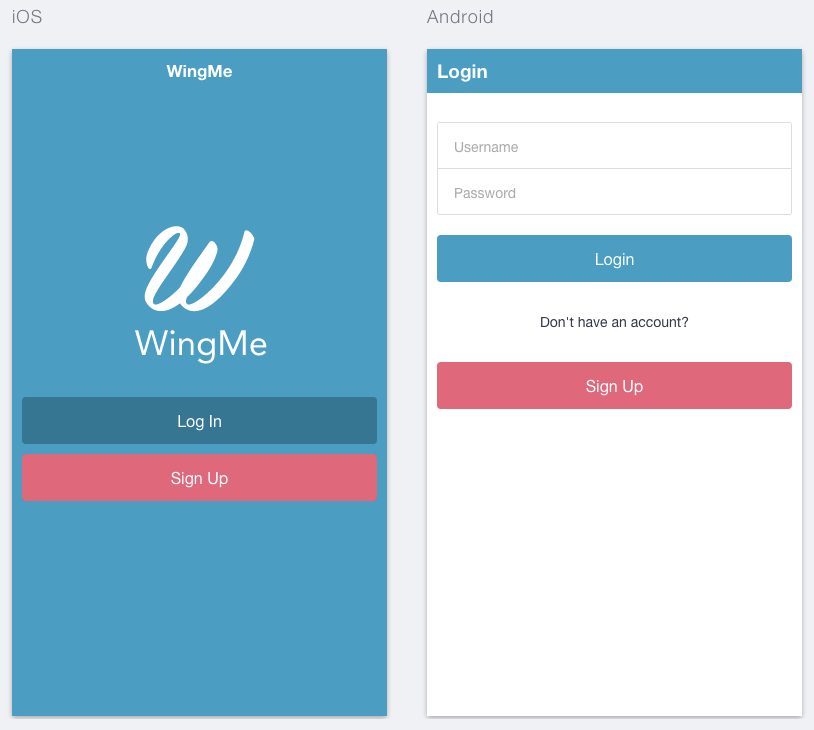 iOS
WingMe
WingMe
Log In
Sign Up
Android
Login
Username
Password
Login
Don't have an account?
Sign Up